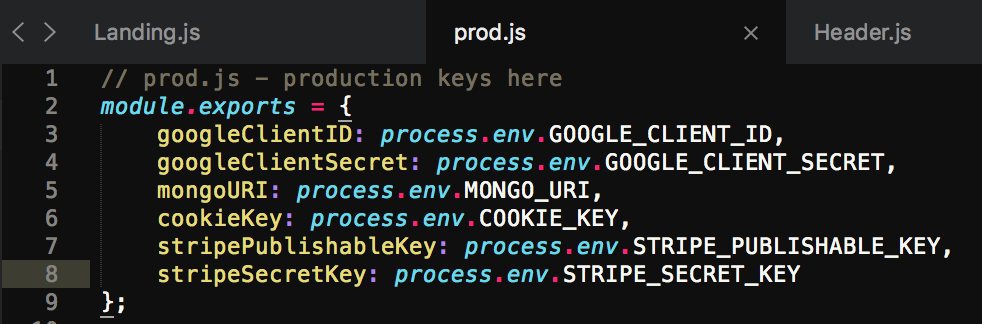 Landing.js prod.js Header.js
1 // prod.js - production keys here
2 module.exports = {
3 googleClientID: process.env.GOOGLE_CLIENT_ID,
4 googleClientSecret: process.env.GOOGLE_CLIENT_SECRET,
5 mongoURI: process.env.MONGO_URI,
6 cookieKey: process.env.COOKIE_KEY,
7 stripePublishableKey: process.env.STRIPE_PUBLISHABLE_KEY,
8 stripeSecretKey: process.env.STRIPE_SECRET_KEY
9 };
10